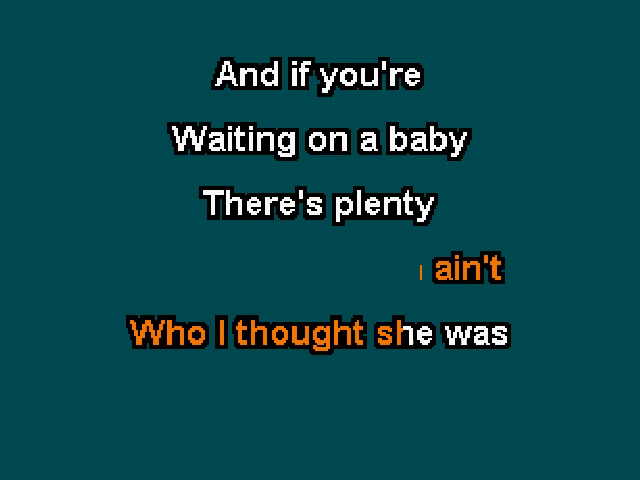 And if you're
Waiting on a baby
There's plenty
ain't
Who I thought she was